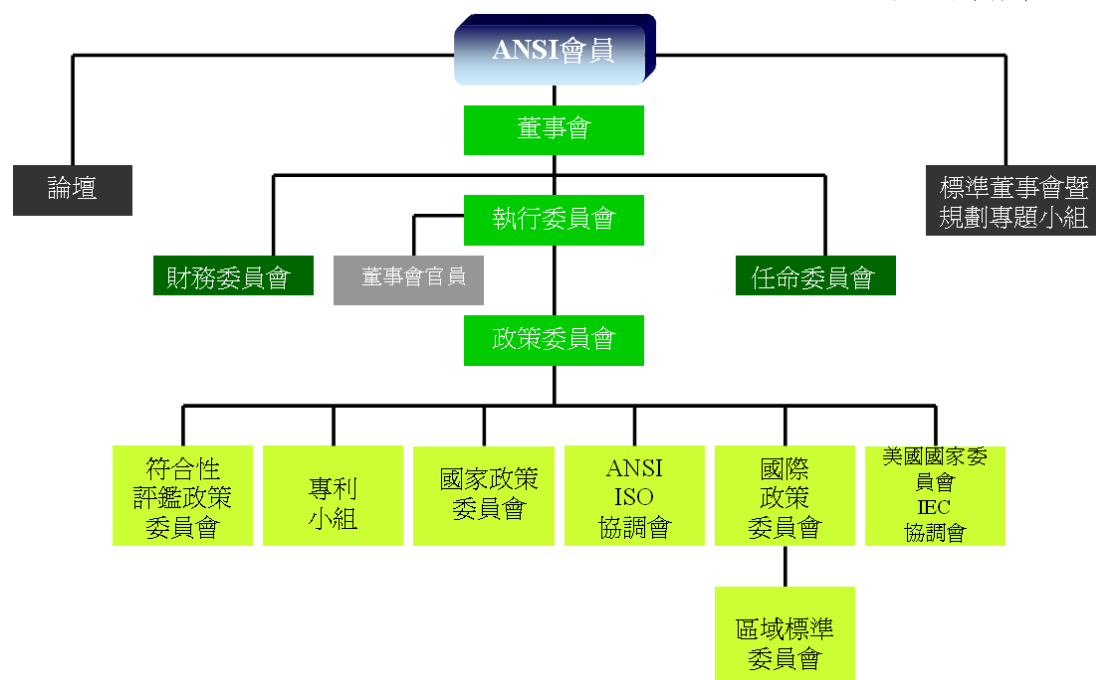 ANSI會員
董事會
論壇
標準董事會暨
規劃專題小組
執行委員會
財務委員會
董事會官員
任命委員會
政策委員會
符合性
評鑑政策
委員會
專利
小組
國家政策
委員會
ANSI
ISO
協調會
國際
政策
委員會
美國國家委
員會
IEC
協調會
區域標準
委員會